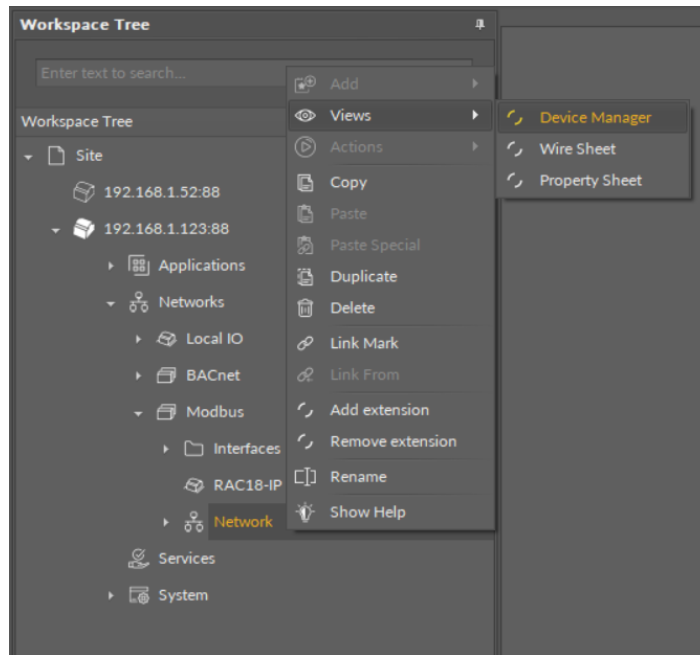 Workspace Tree
Enter text to search...
Workspace Tree
Site
192.168.1.52:88
192.168.1.123:88
Applications
Networks
Local IO
BACnet
Modbus
Interfaces
RAC18-IP
Network
Services
System
Add
Views
Actions
Copy
Paste
Paste Special
Duplicate
Delete
Link Mark
Link From
Add extension
Remove extension
Rename
Show Help
Device Manager
Wire Sheet
Property Sheet